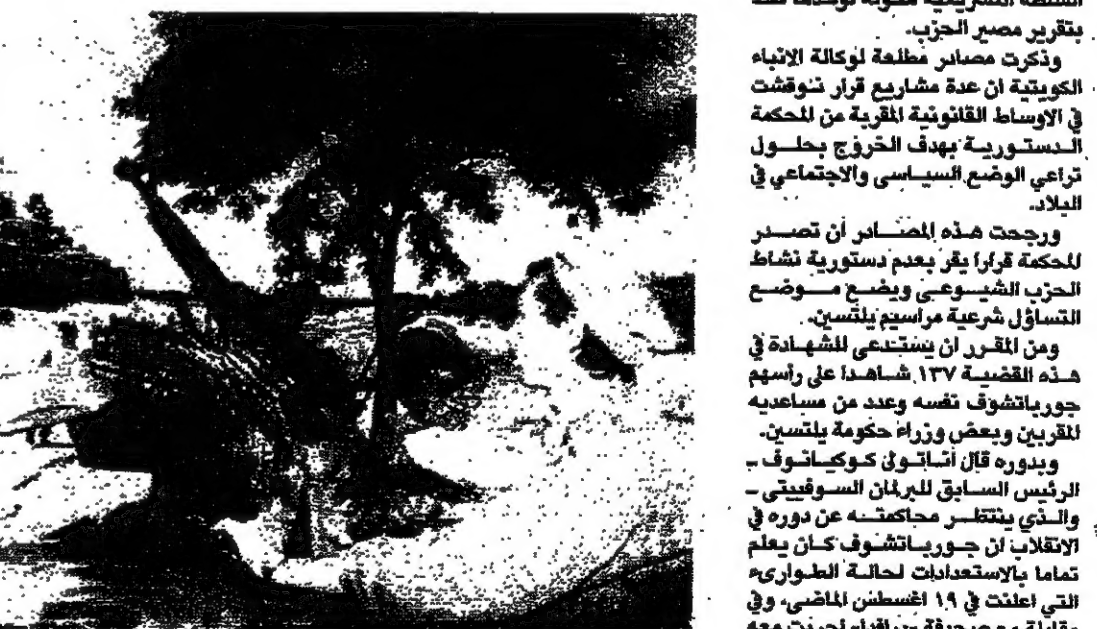 بتقرير مصير الحزب.
وذكرت مصادر مطلعة لوكالة الانباء
الكويتية ان عدة مشاريع قرار نوقشت
في الاوساط القانونية المقربة من المحكمة
الدستورية بهدف الخروج بحلول
تراعي الوضع السياسي والاجتماعي في
البلاد.
ورجحت هذه المصادر أن تصدر
المحكمة قرارا يقر بعدم دستورية نشاط
الحزب الشيوعي ويضع موضع
التساؤل شرعية مراسيم يلتسين.
ومن المقرر ان يستدعى للشهادة في
هذه القضية ١٣٧ شاهدا على رأسهم
جورباتشوف نفسه وعدد من مساعديه
المقربين وبعض وزراء حكومة يلتسين.
وبدوره قال أناتولي كوكيانوف -
الرئيس السابق للبرلمان السوفييتي -
والذي ينتظر محاكمته عن دوره في
الانقلاب ان جورباتشوف كان يعلم
تماما بالاستعدادات لحالة الطوارىء
التي اعلنت في ١٩ اغسطس الماضي، وفي